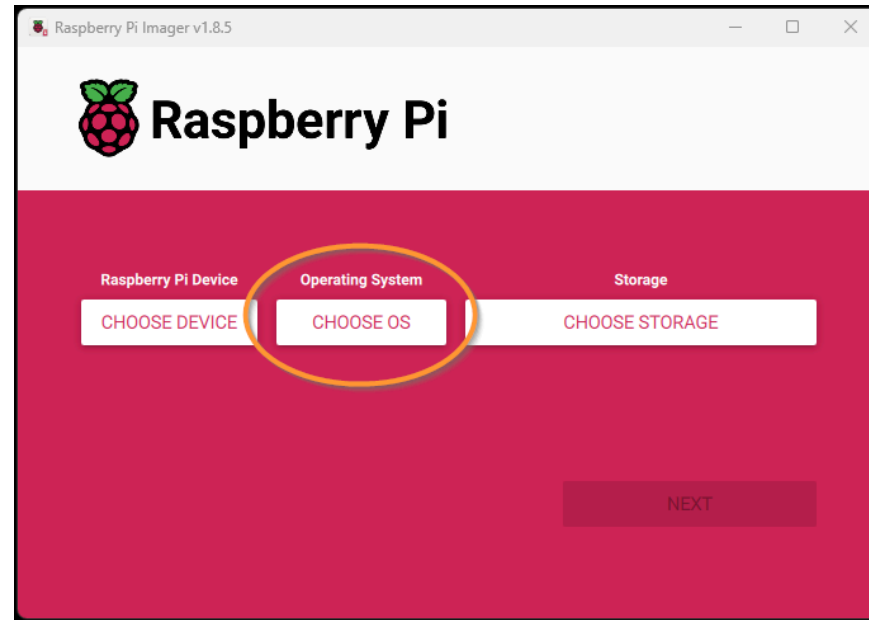 Raspberry Pi Imager v1.8.5
Raspberry Pi
Raspberry Pi Device
Operating System
Storage
CHOOSE DEVICE
CHOOSE OS
CHOOSE STORAGE
NEXT